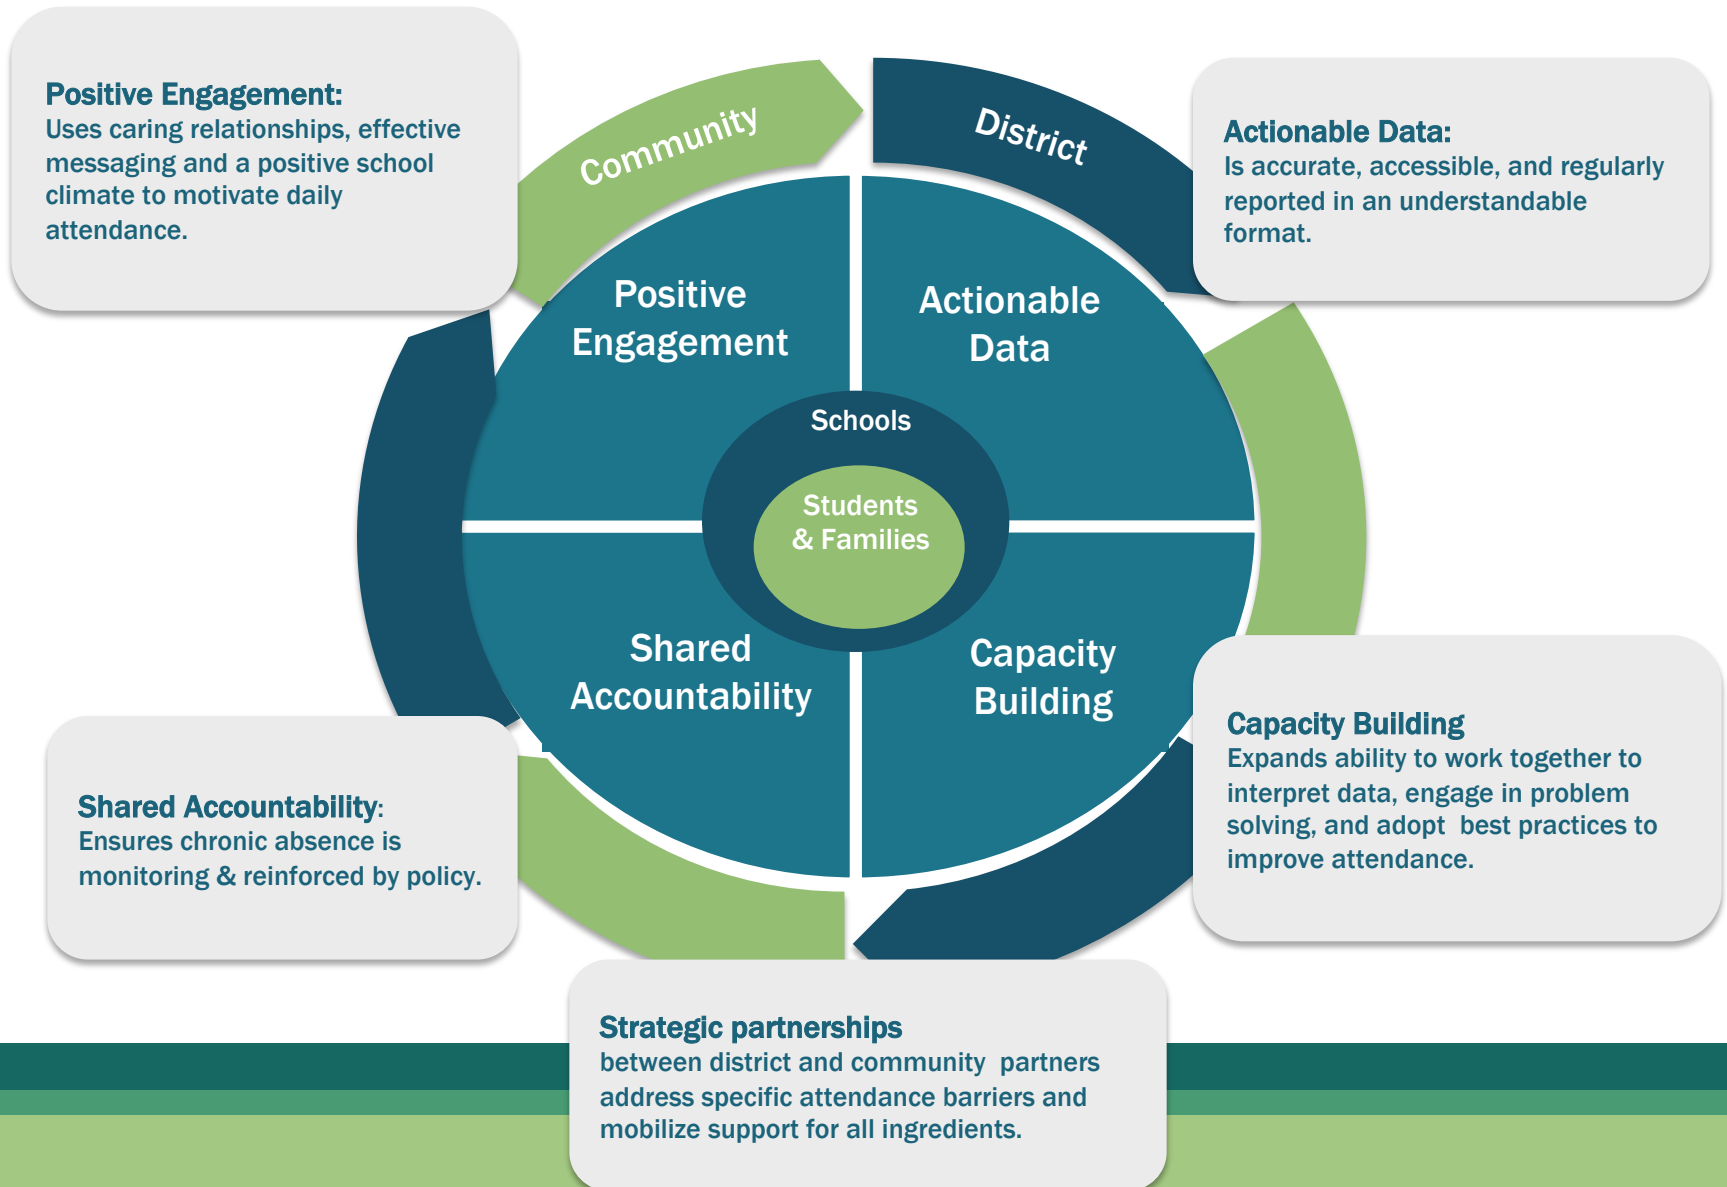 Positive Engagement:
Uses caring relationships, effective
messaging and a positive school
climate to motivate daily
attendance.
Community
District
Actionable Data:
Is accurate, accessible, and regularly
reported in an understandable
format.
Positive
Engagement
Actionable
Data
Schools
Students
& Families
Shared
Accountability
Capacity
Building
Shared Accountability:
Ensures chronic absence is
monitoring & reinforced by policy.
Capacity Building
Expands ability to work together to
interpret data, engage in problem
solving, and adopt  best practices to
improve attendance.
Strategic partnerships
between district and community  partners
address specific attendance barriers and
mobilize support for all ingredients.